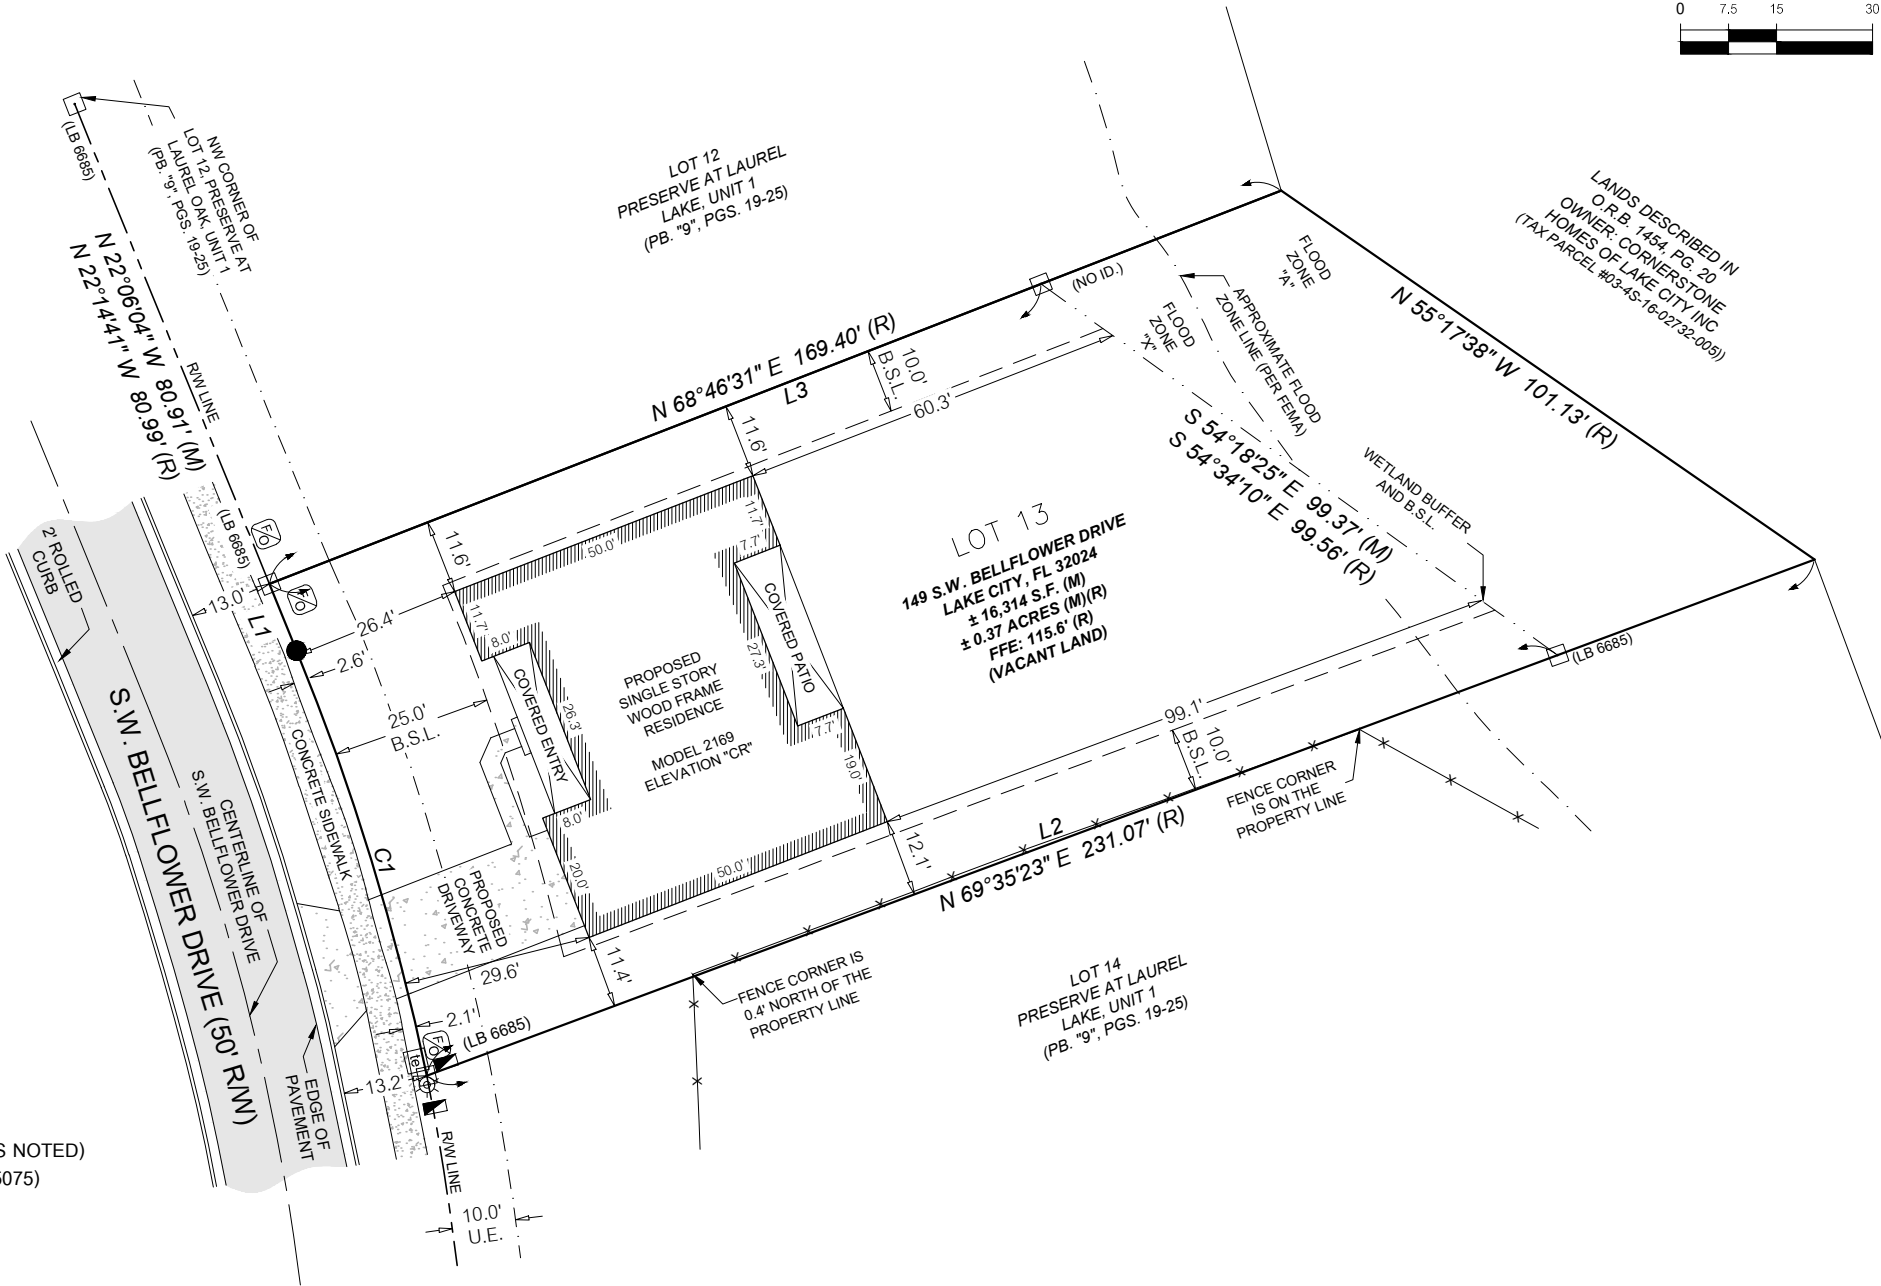 0 7.5 15 30
(LB 6685)
NW CORNER OF
LOT 12, PRESERVE AT
LAUREL OAK, UNIT 1
(PB. "9", PGS. 19-25)
N 22°06'04" W 80.91' (M)
N 22°14'41" W 80.99' (R)
R/W LINE
(LB 6685)
LOT 12
PRESERVE AT LAUREL
LAKE, UNIT 1
(PB. "9", PGS. 19-25)
LANDS DESCRIBED IN
O.R.B. 1454, PG. 20
OWNER: CORNERSTONE
HOMES OF LAKE CITY INC
(TAX PARCEL #03-4S-16-02732-005))
FLOOD
ZONE
"A"
FLOOD
ZONE
"X"
APPROXIMATE FLOOD
ZONE LINE (PER FEMA)
(NO ID.)
N 55°17'38" W 101.13' (R)
N 68°46'31" E 169.40' (R)
L3
10.0'
B.S.L.
60.3'
11.6'
11.6'
S 54°18'25" E 99.37' (M)
S 54°34'10" E 99.56' (R)
WETLAND BUFFER
AND B.S.L.
2' ROLLED
CURB
F/O
F/O
13.0'
L1
26.4'
2.6'
25.0'
B.S.L.
50.0'
11.7'
8.0'
COVERED ENTRY
26.3'
8.0'
20.0'
11.7'
7.7'
COVERED PATIO
27.3'
7.7'
19.0'
PROPOSED
SINGLE STORY
WOOD FRAME
RESIDENCE
MODEL 2169
ELEVATION "CR"
LOT 13
149 S.W. BELLFLOWER DRIVE
LAKE CITY, FL 32024
± 16,314 S.F. (M)
± 0.37 ACRES (M)(R)
FFE: 115.6' (R)
(VACANT LAND)
(LB 6685)
99.1'
10.0'
B.S.L.
FENCE CORNER
IS ON THE
PROPERTY LINE
L2
N 69°35'23" E 231.07' (R)
12.1'
50.0'
S.W. BELLFLOWER DRIVE (50' R/W)
CENTERLINE OF
S.W. BELLFLOWER DRIVE
CONCRETE SIDEWALK
C1
PROPOSED
CONCRETE
DRIVEWAY
29.6'
11.4'
FENCE CORNER IS
0.4' NORTH OF THE
PROPERTY LINE
LOT 14
PRESERVE AT LAUREL
LAKE, UNIT 1
(PB. "9", PGS. 19-25)
2.1'
(LB 6685)
F/O
tel
13.2'
EDGE OF
PAVEMENT
R/W LINE
10.0'
U.E.
S NOTED)
5075)